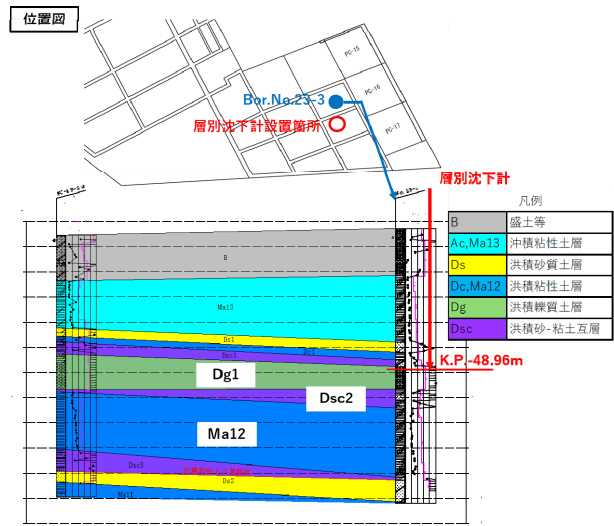 位置図
PC-15
PC-16
PC-17
Bor.No.23-3
層別沈下計設置箇所
層別沈下計
凡例
B 盛土等
Ac,Ma13 沖積粘性土層
Ds 洪積砂質土層
Dc,Ma12 洪積粘性土層
Dg 洪積礫質土層
Dsc 洪積砂-粘土互層
B
Ma13
Ds1
Dc1
Dsc1
K.P.-48.96m
Dg1
Dsc2
Ma12
Dsc3
Ds2
Ma11